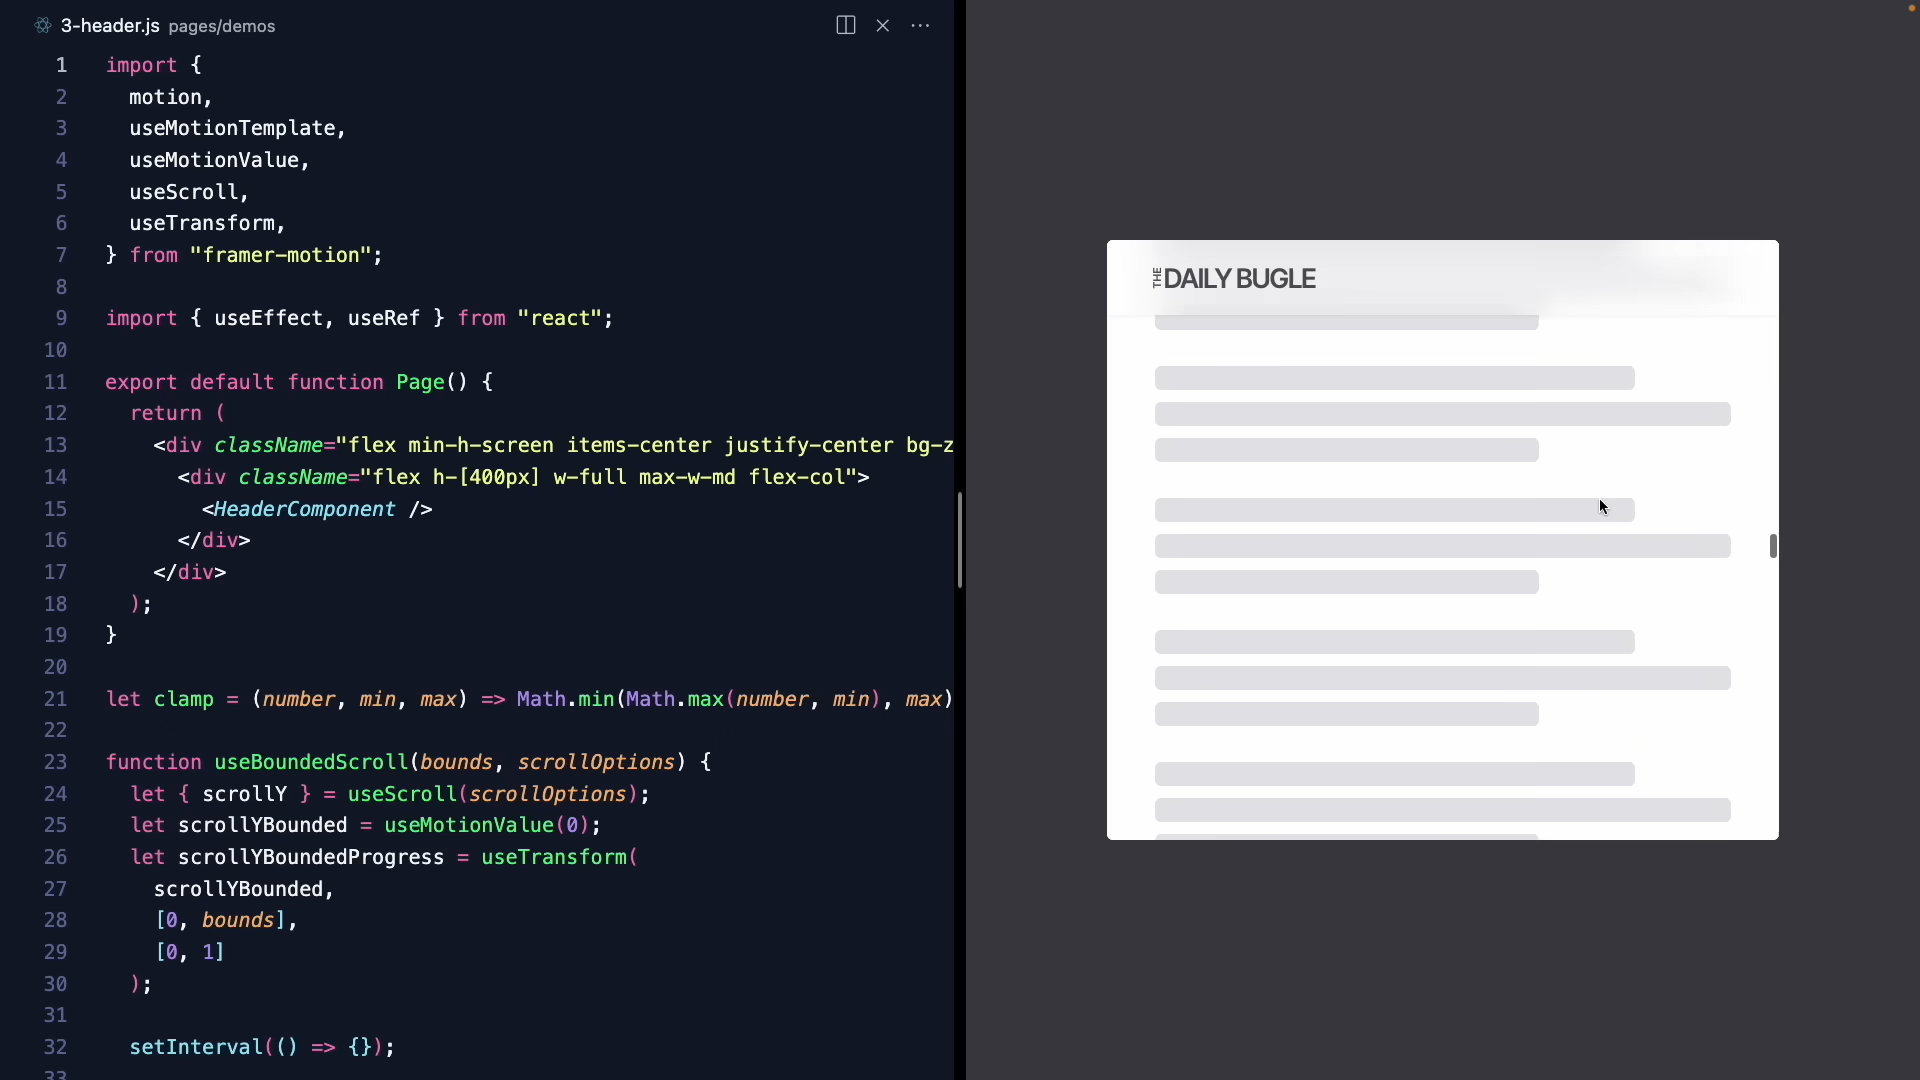 3-header.js pages/demos
1 import {
2 motion,
3 useMotionTemplate,
4 useMotionValue,
5 useScroll,
6 useTransform,
7 } from "framer-motion";
8
9 import { useEffect, useRef } from "react";
10
11 export default function Page() {
12 return (
13 <div className="flex min-h-screen items-center justify-center bg-z
14 <div className="flex h-[400px] w-full max-w-md flex-col">
15 <HeaderComponent />
16 </div>
17 </div>
18 );
19 }
20
21 let clamp = (number, min, max) => Math.min(Math.max(number, min), max)
22
23 function useBoundedScroll(bounds, scrollOptions) {
24 let { scrollY } = useScroll(scrollOptions);
25 let scrollYBounded = useMotionValue(0);
26 let scrollYBoundedProgress = useTransform(
27 scrollYBounded,
28 [0, bounds],
29 [0, 1]
30 );
31
32 setInterval(() => {});
33
THE DAILY BUGLE